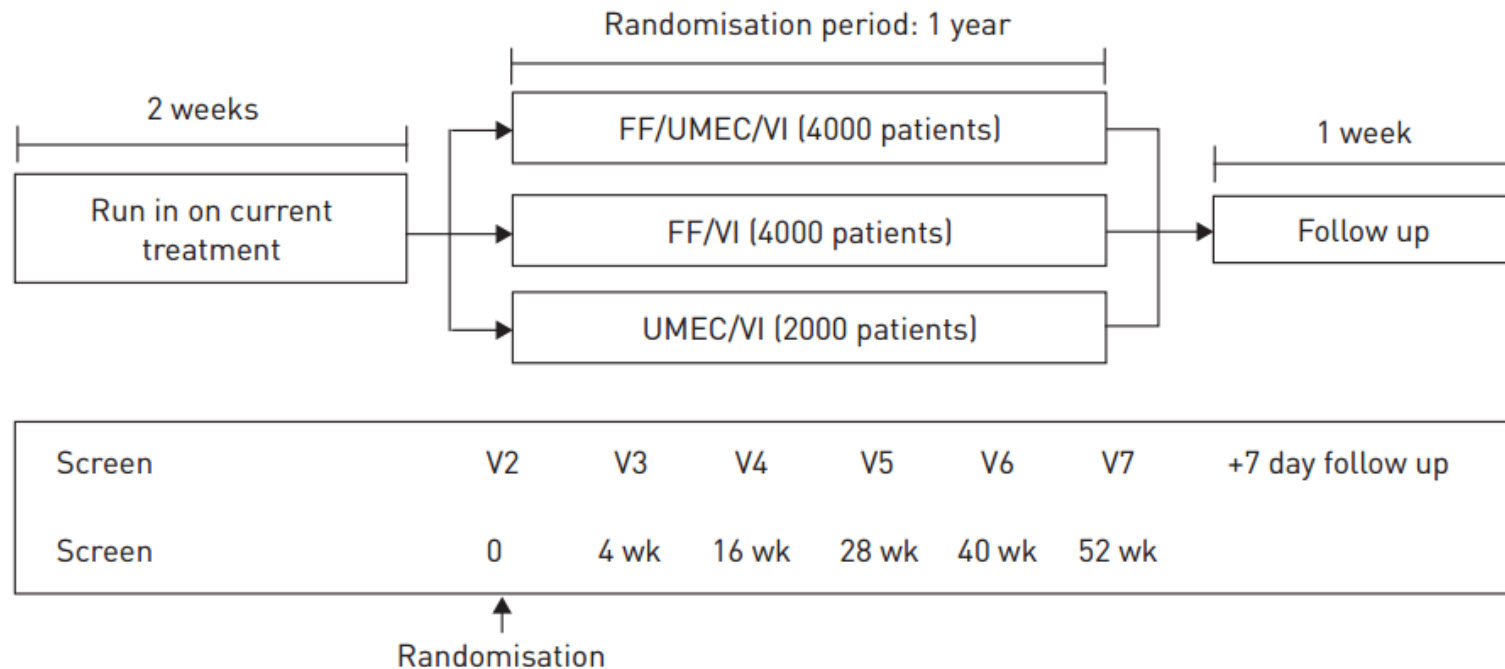 Randomisation period: 1 year
2 weeks
FF/UMEC/VI (4000 patients)
1 week
Run in on current
treatment
FF/VI (4000 patients)
Follow up
UMEC/VI (2000 patients)
Screen V2 V3 V4 V5 V6 V7 +7 day follow up
Screen 0 4 wk 16 wk 28 wk 40 wk 52 wk
Randomisation